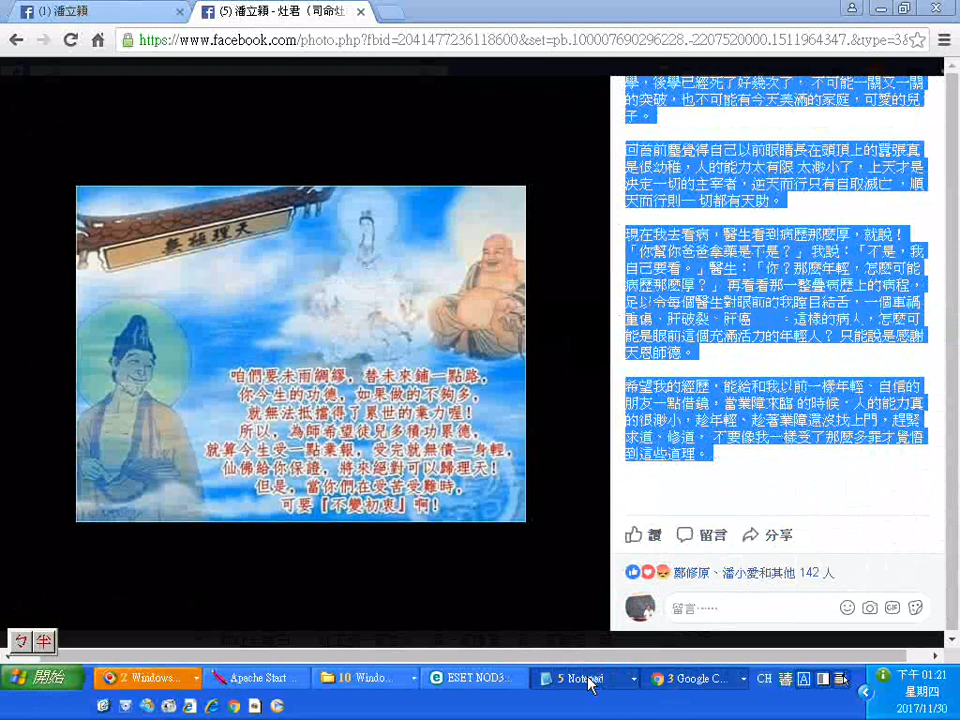 (1) 潘立穎
(5) 潘立穎 - 灶君（司命灶
https://www.facebook.com/photo.php?fbid=2041477236118600&set=pb.100007690296228.-2207520000.1511964347.&type=3&
無極理天
咱們要未雨綢繆，替未來鋪一點路，
你今生的功德，如果做的不夠多，
就無法抵擋得了累世的業力喔！
所以，為師希望徒兒多積功累德，
就算今生受一點業報，受完就無債一身輕，
仙佛給你保證，將來絕對可以歸理天！
但是，當你們在受苦受難時，
可要『不變初衷』啊！
學，後學已經死了好幾次了， 不可能一關又一關
的突破，也不可能有今天美滿的家庭，可愛的兒
子。
回首前塵覺得自己以前眼睛長在頭頂上的囂張真
是很幼稚，人的能力太有限 太渺小了，上天才是
決定一切的主宰者，逆天而行只有自取滅亡 ，順
天而行則一 切都有天助。
現在我去看病，醫生看到病歷那麼厚，就說！
「你幫你爸爸拿藥是不是？」 我說：「不是，我
自己要看。」醫生：「你？那麼年輕，怎麼可能
病歷那麼厚？」 再看看那一整疊病歷上的病程，
足以令每個醫生對眼前的我瞠目結舌，一個車禍
重傷、肝破裂、肝癌 。這樣的病人，怎麼可
能是眼前這個充滿活力的年輕人？ 只能說是感謝
天恩師德。
希望我的經歷，能給和我以前一樣年輕、自信的
朋友一點借鏡，當業障來臨 的時候，人的能力真
的很渺小，趁年輕、趁著業障還沒找上門，趕緊
求道、修道， 不要像我一樣受了那麼多罪才覺悟
到這些道理。
讚 留言 分享
鄭修原、潘小愛和其他 142 人
留言……
GIF
ㄅ 半
開始
2 Windows...
Apache Start ...
10 Windo...
ESET NOD3...
5 Notepad
3 Google C...
CH
下午 01:21
星期四
2017/11/30